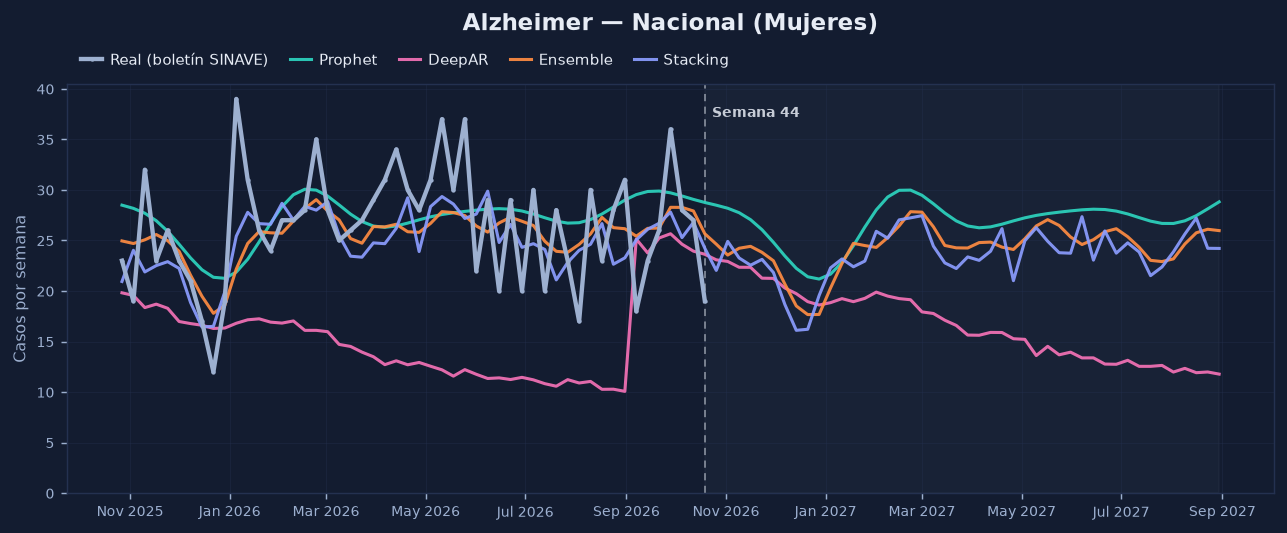 Alzheimer — Nacional (Mujeres)
Real (boletín SINAVE) Prophet DeepAR Ensemble Stacking
Semana 44
Casos por semana
40
35
30
25
20
15
10
5
0
Nov 2025 Jan 2026 Mar 2026 May 2026 Jul 2026 Sep 2026 Nov 2026 Jan 2027 Mar 2027 May 2027 Jul 2027 Sep 2027